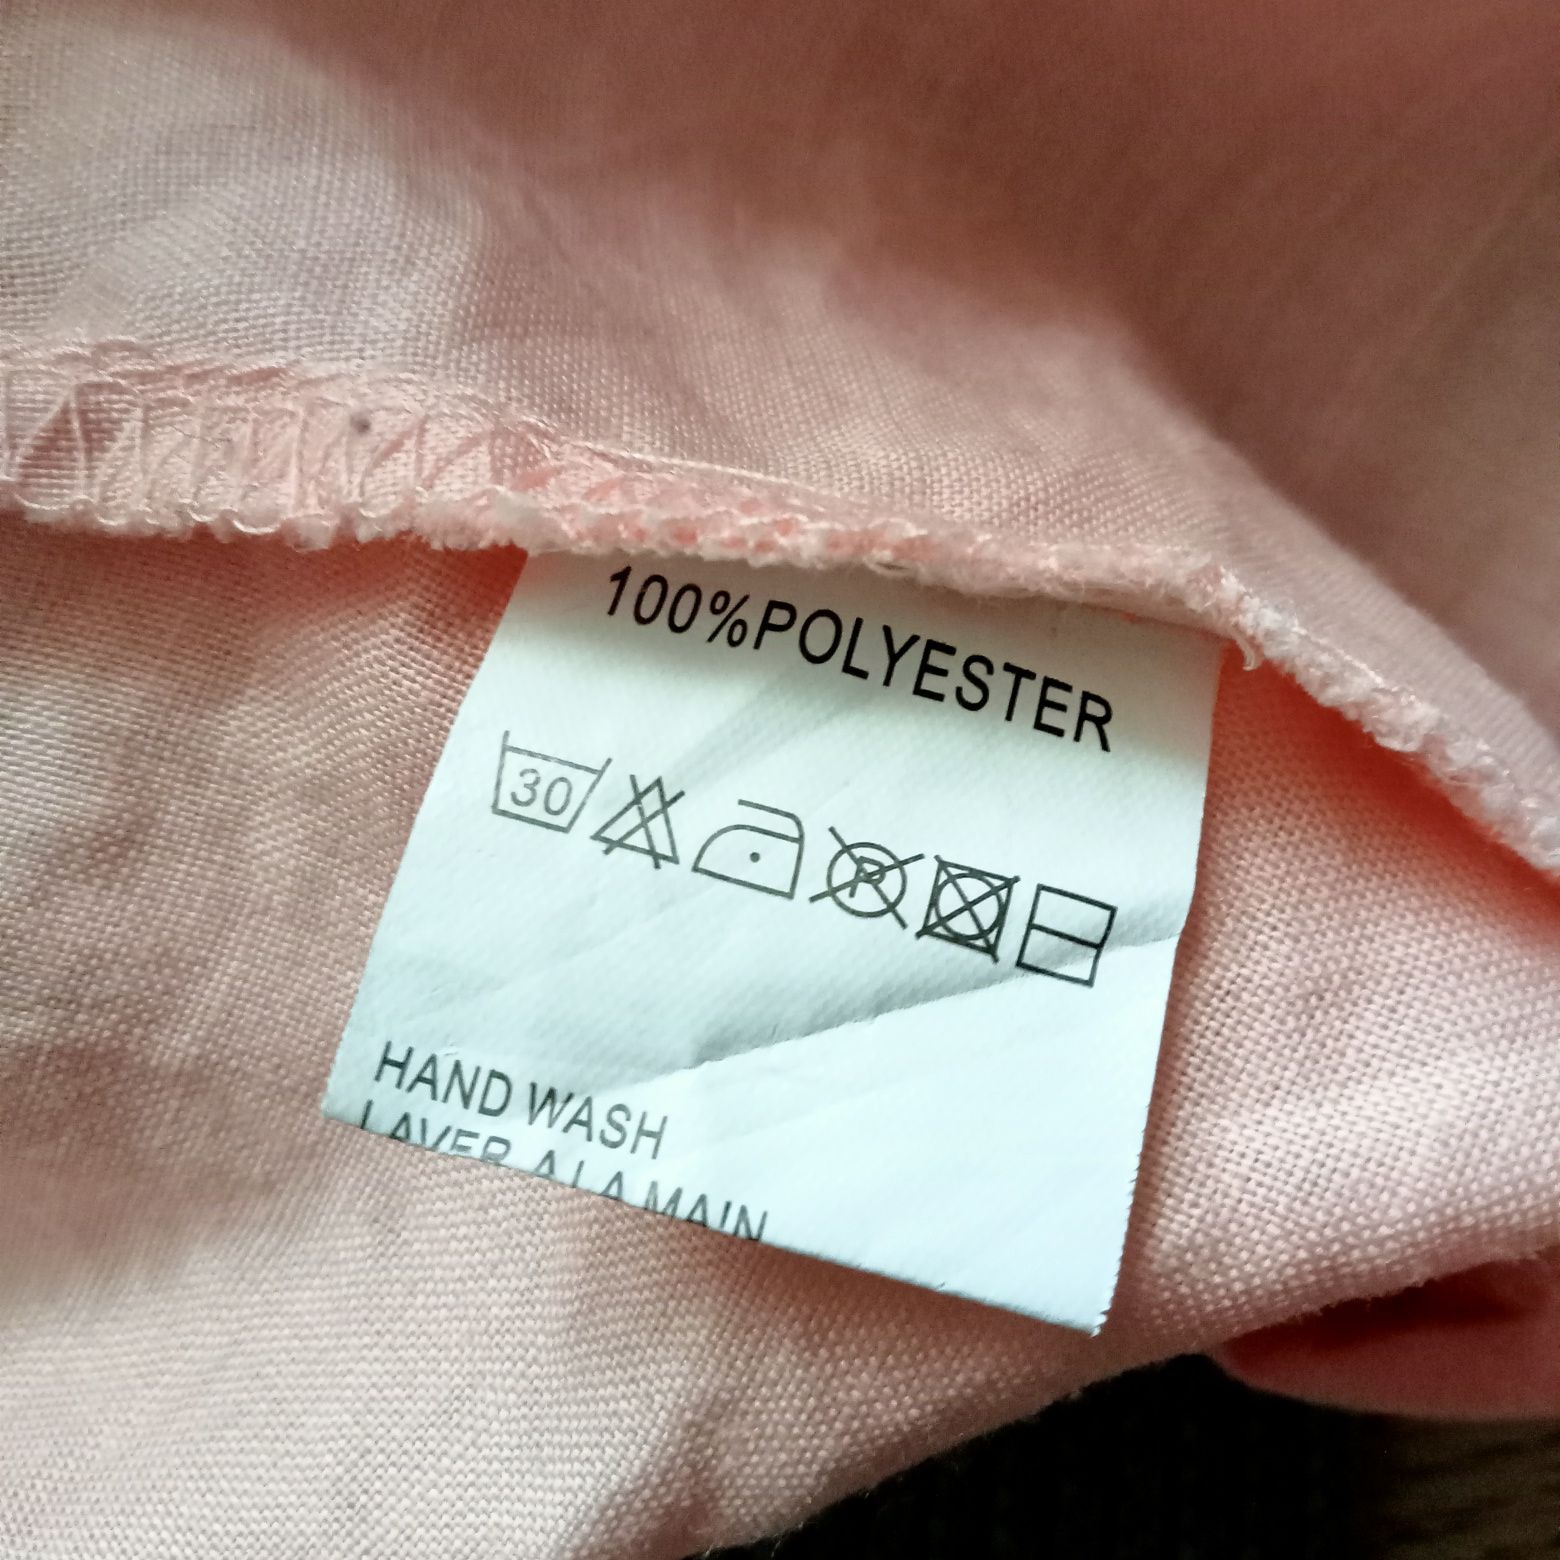 100%POLYESTER
30 P
HAND WASH
LAVER A LA MAIN